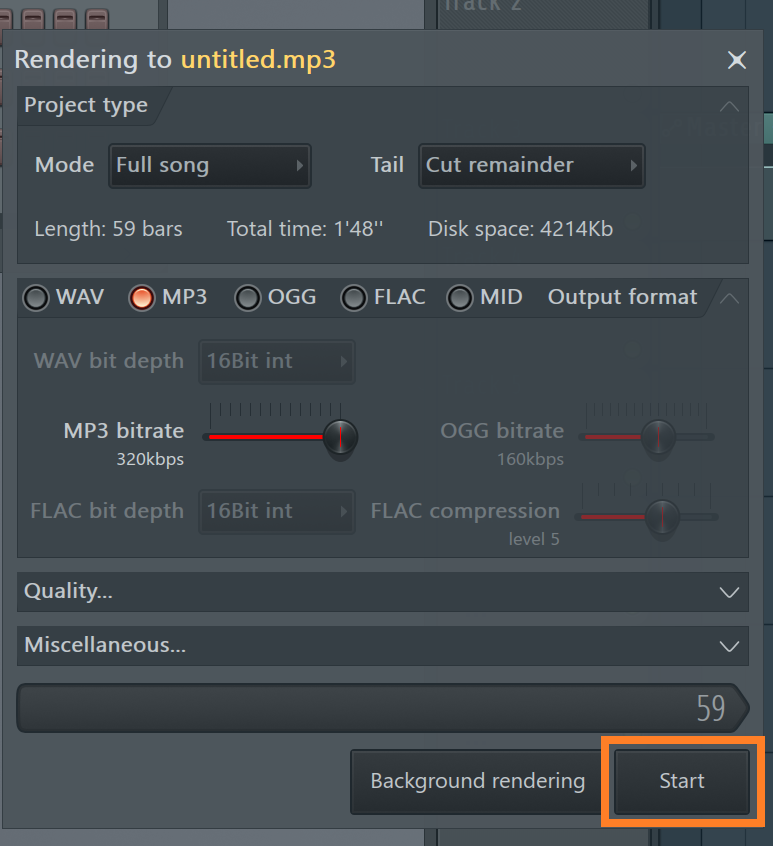 Track 2
Rendering to untitled.mp3
Project type
Mode Full song Tail Cut remainder
Length: 59 bars Total time: 1'48'' Disk space: 4214Kb
WAV MP3 OGG FLAC MID Output format
WAV bit depth 16Bit int
MP3 bitrate OGG bitrate
320kbps 160kbps
FLAC bit depth 16Bit int FLAC compression
level 5
Quality...
Miscellaneous...
59
Background rendering Start